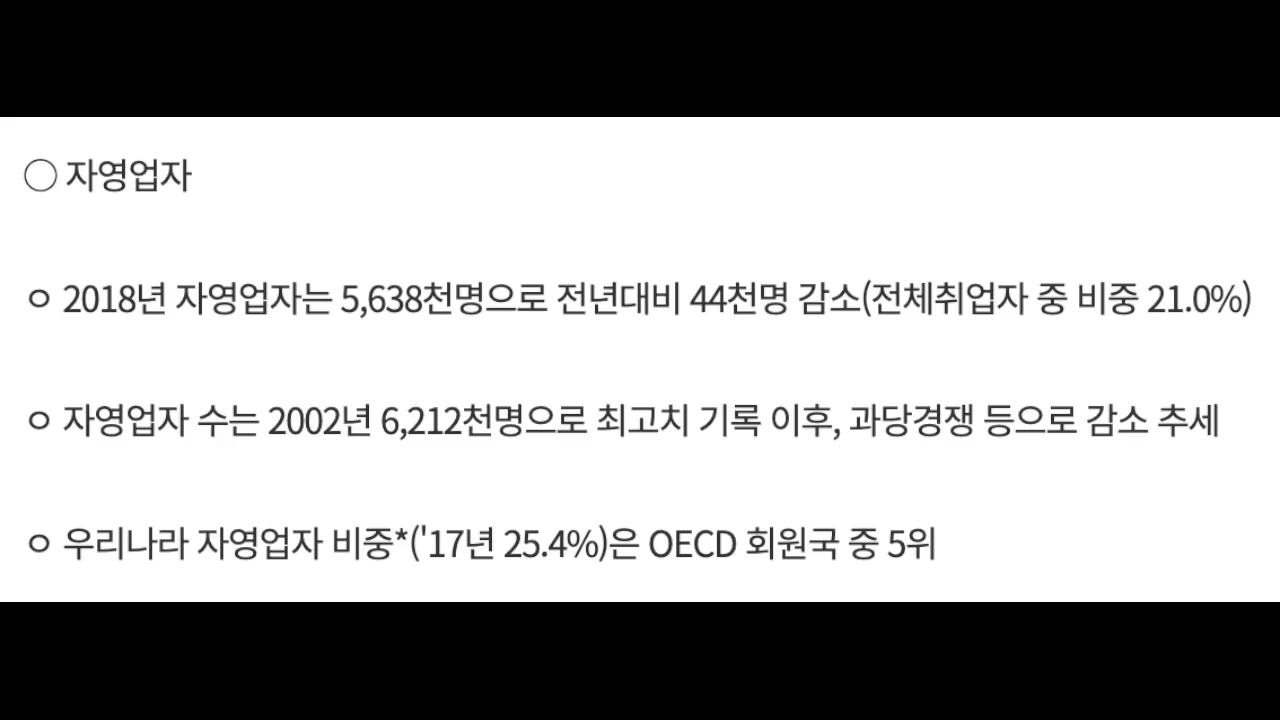 ○ 자영업자
ㅇ 2018년 자영업자는 5,638천명으로 전년대비 44천명 감소(전체취업자 중 비중 21.0%)
ㅇ 자영업자 수는 2002년 6,212천명으로 최고치 기록 이후, 과당경쟁 등으로 감소 추세
ㅇ 우리나라 자영업자 비중*('17년 25.4%)은 OECD 회원국 중 5위